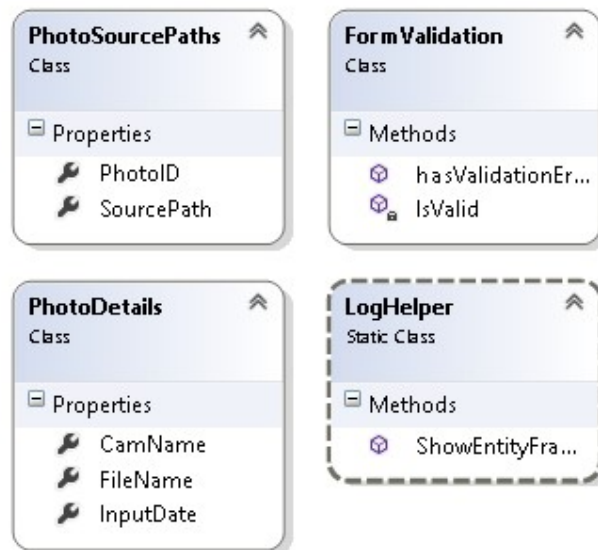 PhotoSourcePaths
Class
Properties
PhotoID
SourcePath
FormValidation
Class
Methods
hasValidationEr...
IsValid
PhotoDetails
Class
Properties
CamName
FileName
InputDate
LogHelper
Static Class
Methods
ShowEntityFra...